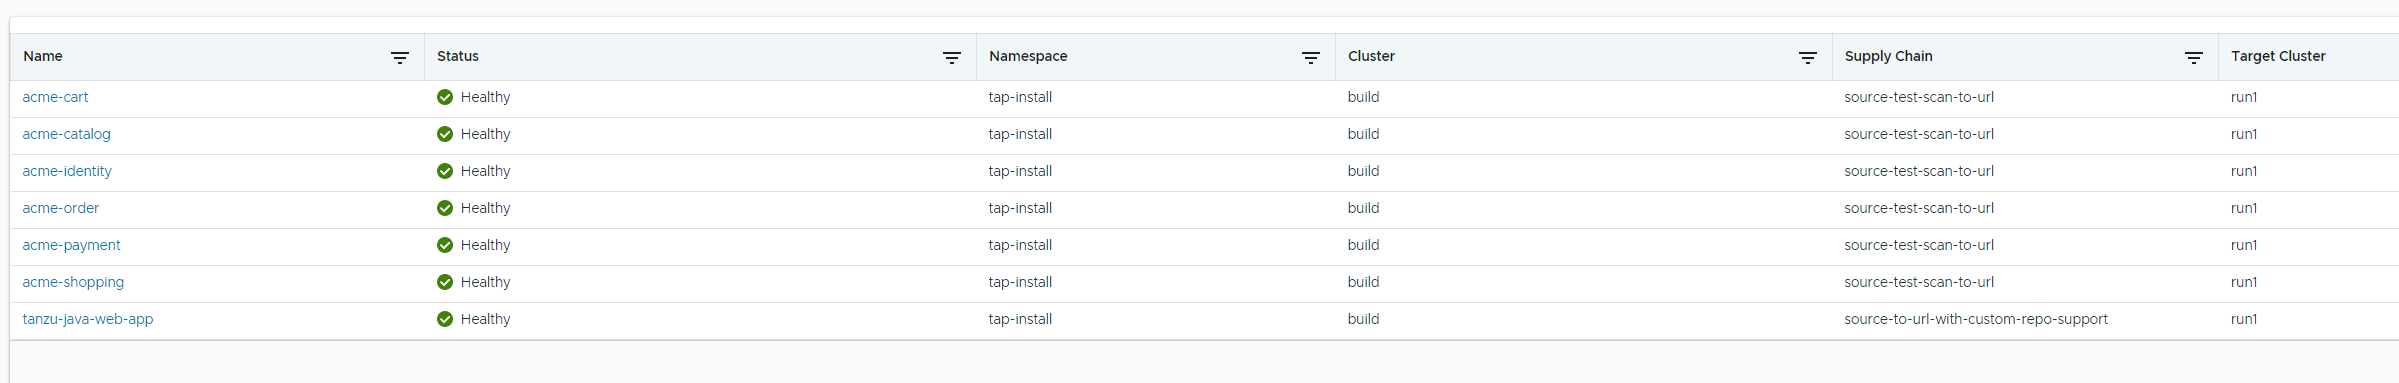 Name Status Namespace Cluster Supply Chain Target Cluster
acme-cart Healthy tap-install build source-test-scan-to-url run1
acme-catalog Healthy tap-install build source-test-scan-to-url run1
acme-identity Healthy tap-install build source-test-scan-to-url run1
acme-order Healthy tap-install build source-test-scan-to-url run1
acme-payment Healthy tap-install build source-test-scan-to-url run1
acme-shopping Healthy tap-install build source-test-scan-to-url run1
tanzu-java-web-app Healthy tap-install build source-to-url-with-custom-repo-support run1